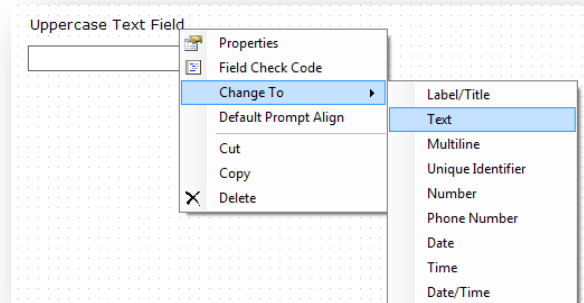 Uppercase Text Field
Properties
Field Check Code
Change To
Default Prompt Align
Cut
Copy
Delete
Label/Title
Text
Multiline
Unique Identifier
Number
Phone Number
Date
Time
Date/Time